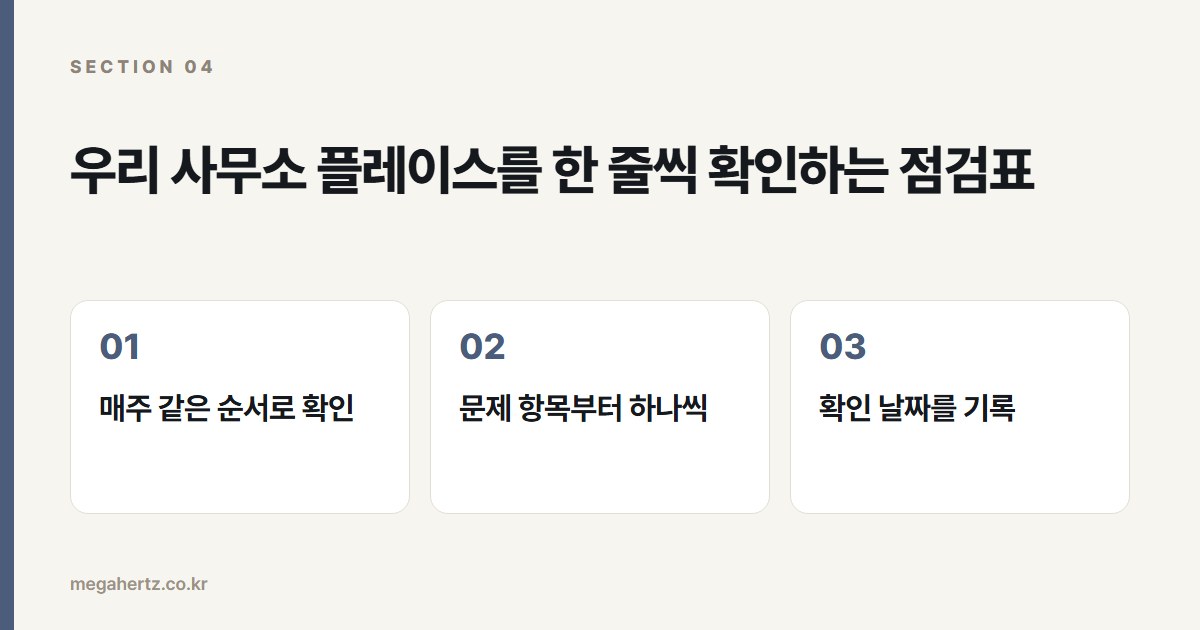 SECTION 04
우리 사무소 플레이스를 한 줄씩 확인하는 점검표
01
매주 같은 순서로 확인
02
문제 항목부터 하나씩
03
확인 날짜를 기록
megahertz.co.kr